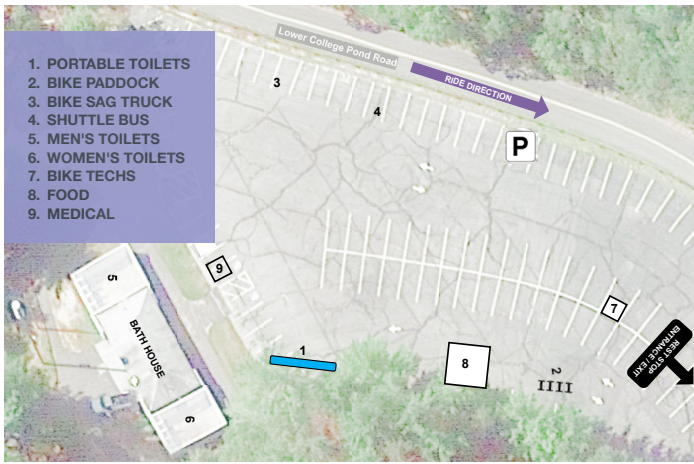 1. PORTABLE TOILETS
2. BIKE PADDOCK
3. BIKE SAG TRUCK
4. SHUTTLE BUS
5. MEN'S TOILETS
6. WOMEN'S TOILETS
7. BIKE TECHS
8. FOOD
9. MEDICAL
Lower College Pond Road
RIDE DIRECTION
3
4
P
5
9
7
BATH HOUSE
1
8
2
REST STOP
ENTRANCE / EXIT
6